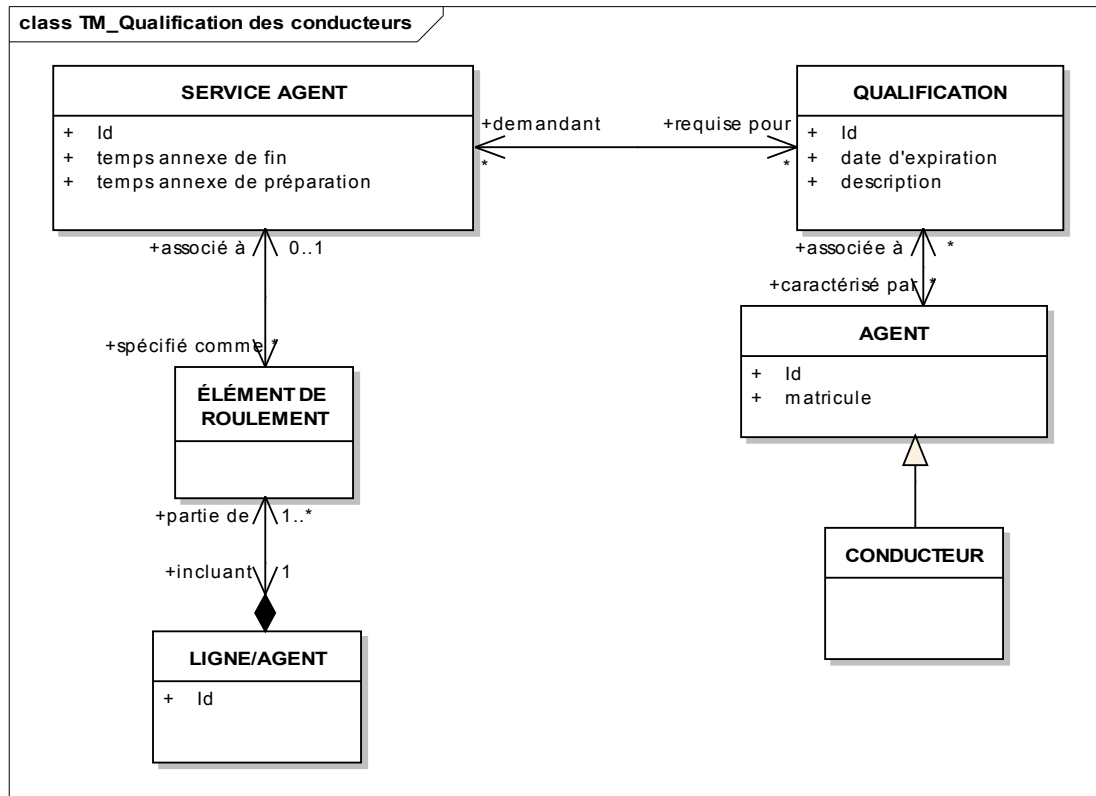 class TM_Qualification des conducteurs
SERVICE AGENT
+ Id
+ temps annexe de fin
+ temps annexe de préparation
+demandant
*
+requise pour
*
QUALIFICATION
+ Id
+ date d'expiration
+ description
+associé à 0..1
+spécifié comme *
+associée à *
+caractérisé par *
AGENT
+ Id
+ matricule
ÉLÉMENT DE
ROULEMENT
+partie de 1..*
+incluant 1
CONDUCTEUR
LIGNE/AGENT
+ Id